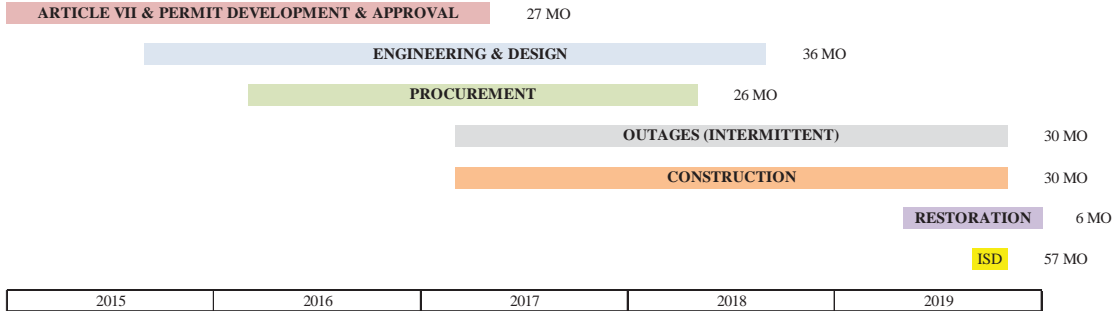 ARTICLE VII & PERMIT DEVELOPMENT & APPROVAL 27 MO
ENGINEERING & DESIGN 36 MO
PROCUREMENT 26 MO
OUTAGES (INTERMITTENT) 30 MO
CONSTRUCTION 30 MO
RESTORATION 6 MO
ISD 57 MO
2015 2016 2017 2018 2019